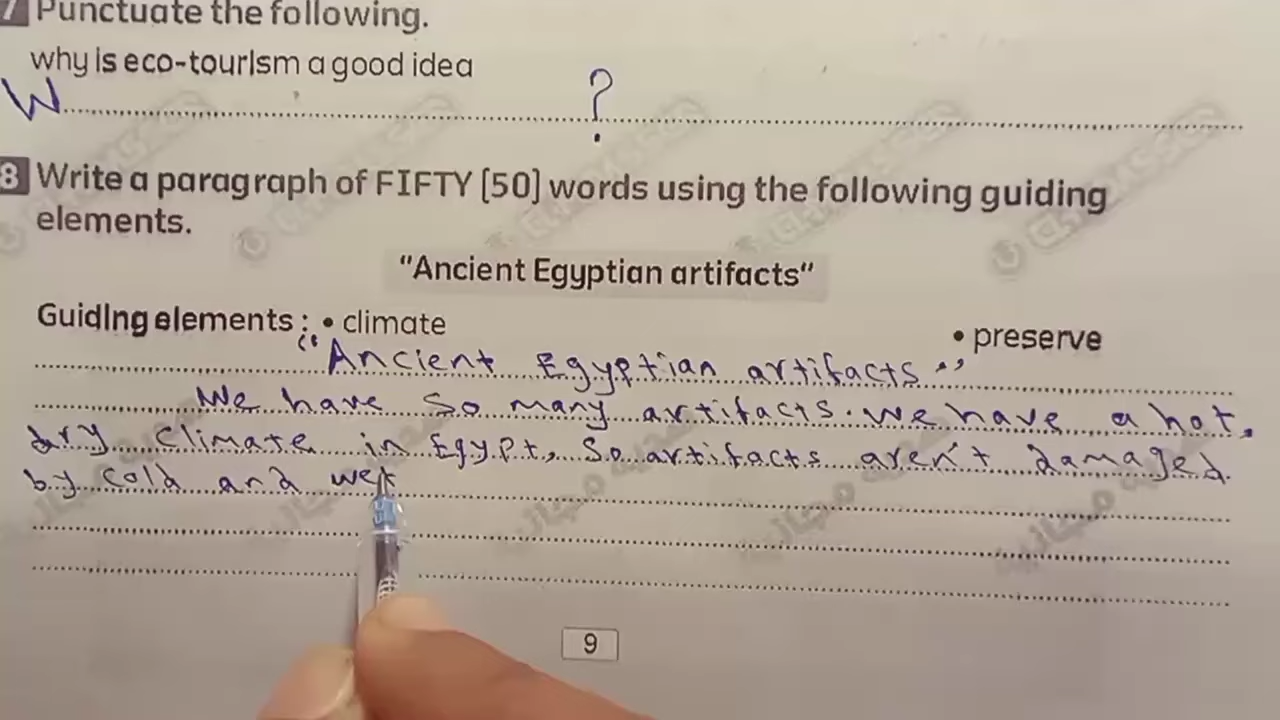 7 Punctuate the following.
why is eco-tourism a good idea
W ?
8 Write a paragraph of FIFTY [50] words using the following guiding
elements.
"Ancient Egyptian artifacts"
Guiding elements : • climate • preserve
"Ancient Egyptian artifacts"
We have so many artifacts. We have a hot,
dry climate in Egypt, so artifacts aren't damaged
by cold and wet
9